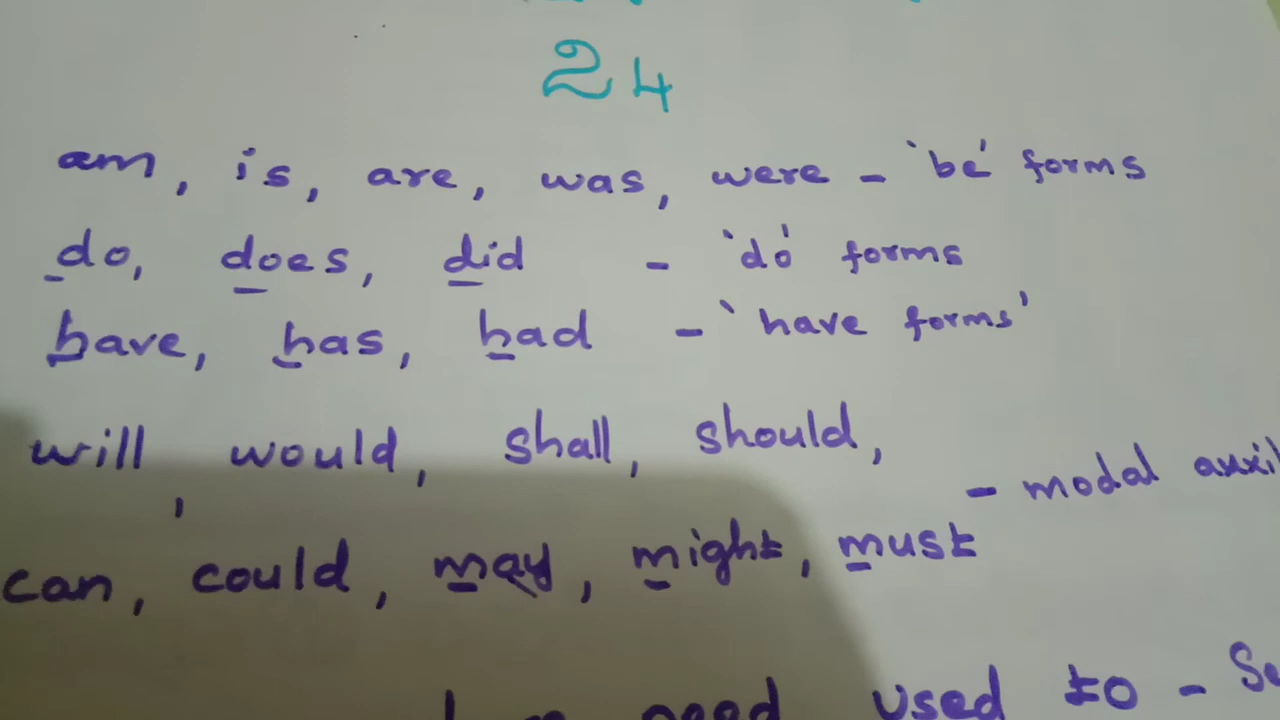 24
am, is, are, was, were - 'be' forms
do, does, did - 'do' forms
have, has, had - 'have forms'
will, would, shall, should,
- modal
can, could, may, might, must
need used to -